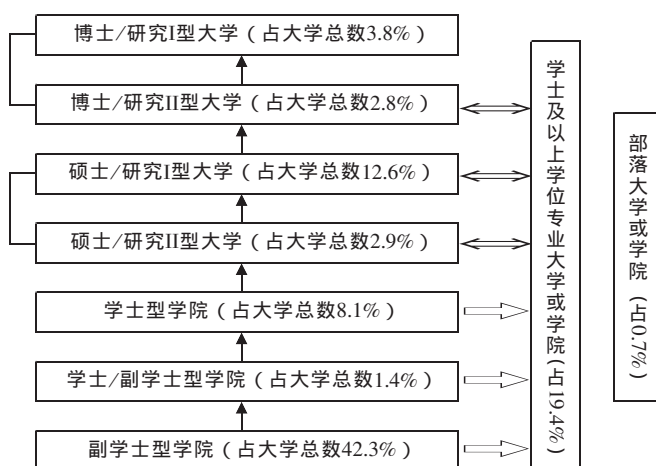 博士/研究I型大学（占大学总数3.8%）
博士/研究II型大学（占大学总数2.8%）
硕士/研究I型大学（占大学总数12.6%）
硕士/研究II型大学（占大学总数2.9%）
学士型学院（占大学总数8.1%）
学士/副学士型学院（占大学总数1.4%）
副学士型学院（占大学总数42.3%）
学士及以上学位专业大学或学院(占19.4%)
部落大学或学院（占0.7%）